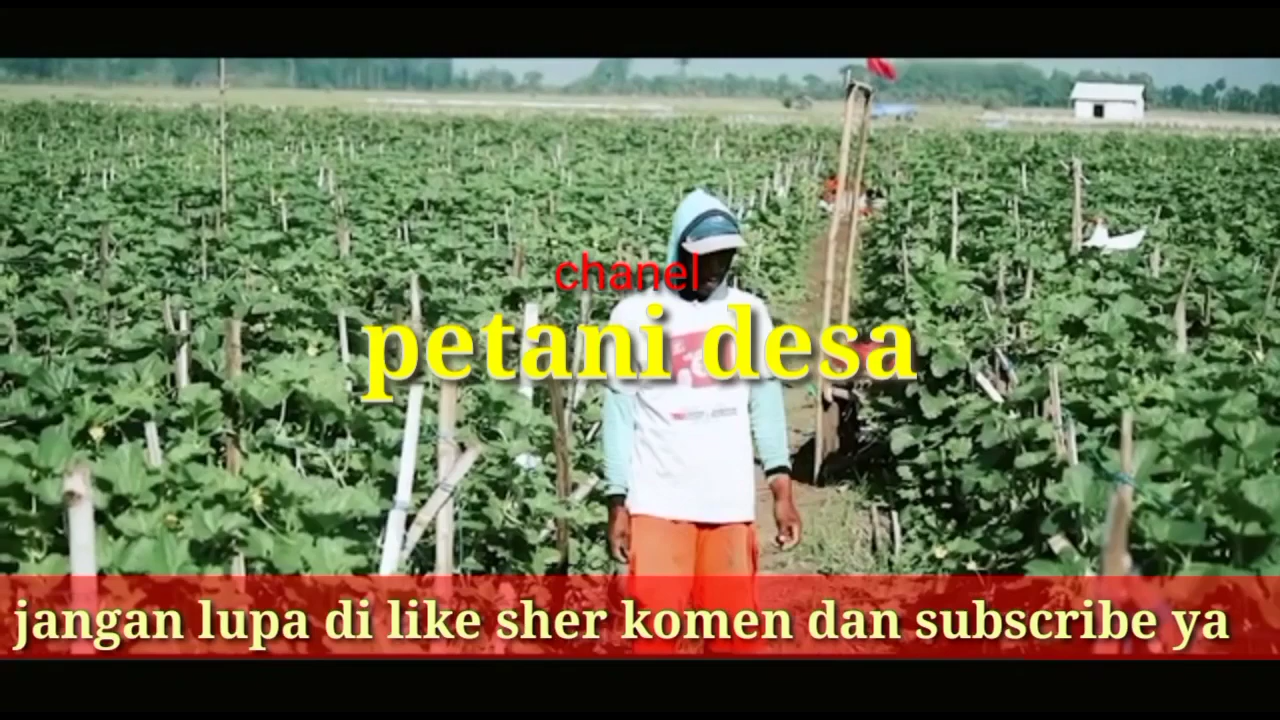 chanel
petani desa
jangan lupa di like sher komen dan subscribe ya